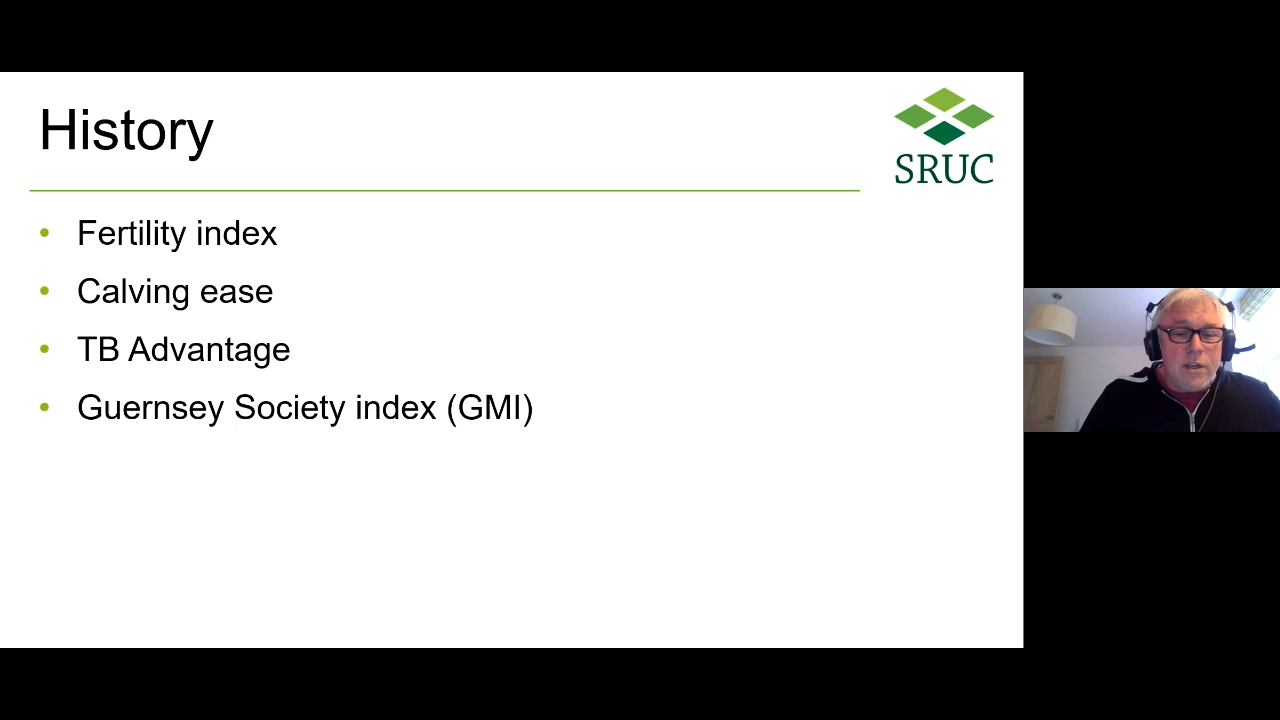 History
SRUC
• Fertility index
• Calving ease
• TB Advantage
• Guernsey Society index (GMI)